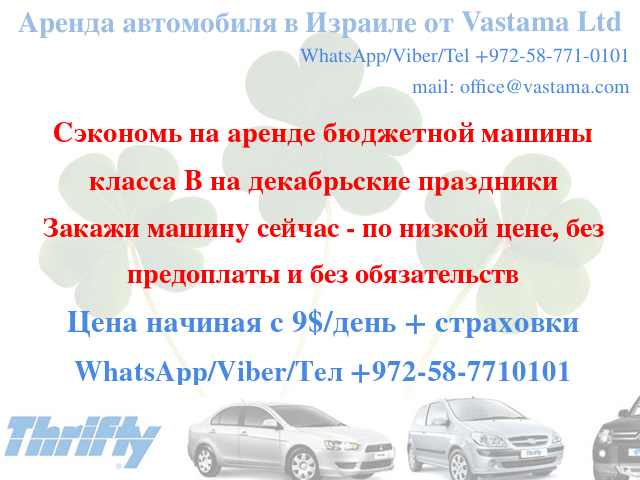 Аренда автомобиля в Израиле от Vastama Ltd
WhatsApp/Viber/Tel +972-58-771-0101
mail: office@vastama.com
Сэкономь на аренде бюджетной машины
класса B на декабрьские праздники
Закажи машину сейчас - по низкой цене, без
предоплаты и без обязательств
Цена начиная с 9$/день + страховки
WhatsApp/Viber/Тел +972-58-7710101
Thrifty